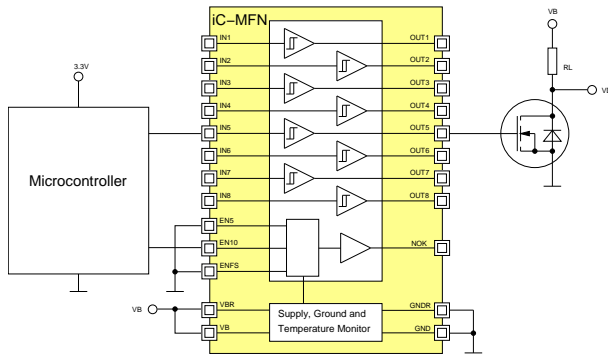 iC-MFN
VB
IN1
OUT1
IN2
OUT2
RL
3.3V
IN3
OUT3
IN4
OUT4
IN5
OUT5
IN6
OUT6
Microcontroller
IN7
OUT7
IN8
OUT8
EN5
EN10
NOK
ENFS
VB
VBR
Supply, Ground and
Temperature Monitor
GNDR
VB
GND